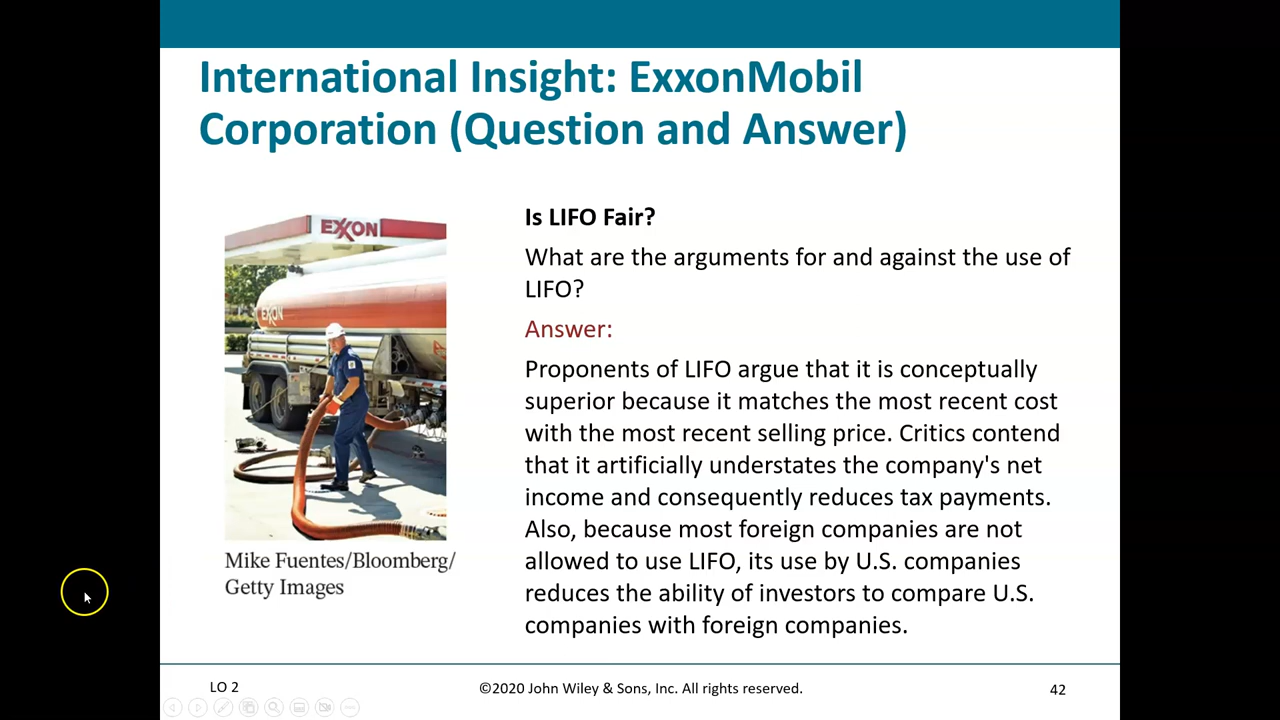 International Insight: ExxonMobil
Corporation (Question and Answer)
EXXON
EXXON
Mike Fuentes/Bloomberg/
Getty Images
Is LIFO Fair?
What are the arguments for and against the use of
LIFO?
Answer:
Proponents of LIFO argue that it is conceptually
superior because it matches the most recent cost
with the most recent selling price. Critics contend
that it artificially understates the company's net
income and consequently reduces tax payments.
Also, because most foreign companies are not
allowed to use LIFO, its use by U.S. companies
reduces the ability of investors to compare U.S.
companies with foreign companies.
LO 2
©2020 John Wiley & Sons, Inc. All rights reserved.
42